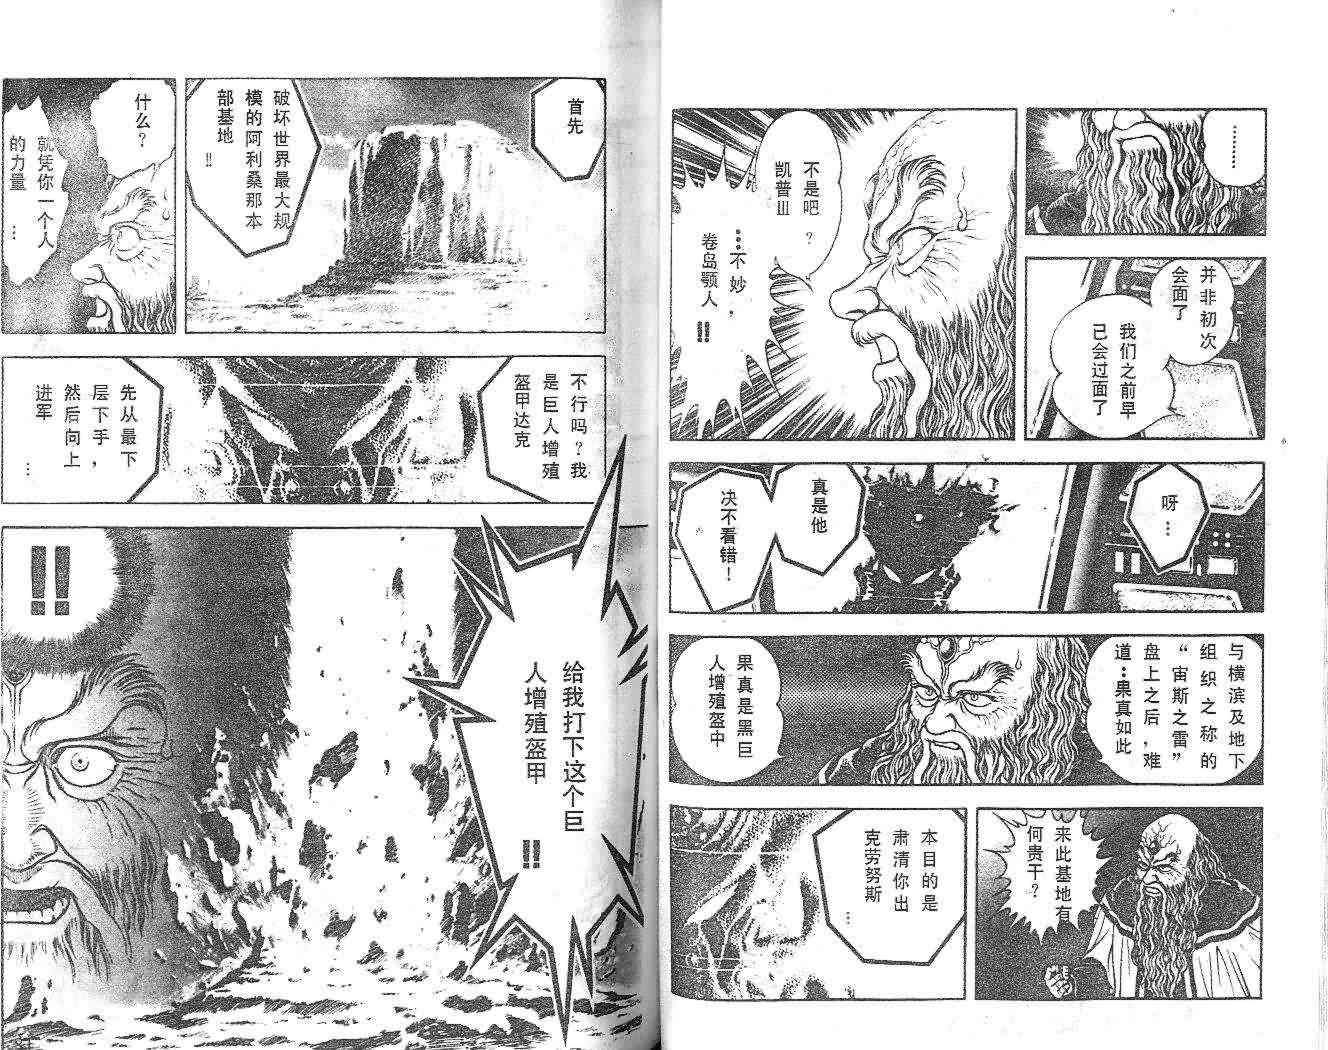 …………
并非初次
会面了
我们之前早
已会过面了
不是吧？
凯普Ⅲ
…不妙，
卷岛颚人!!!
呀…
真是他
决不看错！
与横滨及地下
组织之称的
“宙斯之雷”
盘上之后，难
道…果真如此
果真是黑巨
人增殖盔中
来此基地有
何贵干？
本目的是
肃清你出
克劳努斯
…
首先
破坏世界最大规
模的阿利桑那本
部基地!!
什么？
就凭你一个人
的力量…
不行吗？我
是巨人增殖
盔甲达克
先从最下
层下手，
然后向上
进军…
给我打下这个巨
人增殖盔甲!!!!
!!